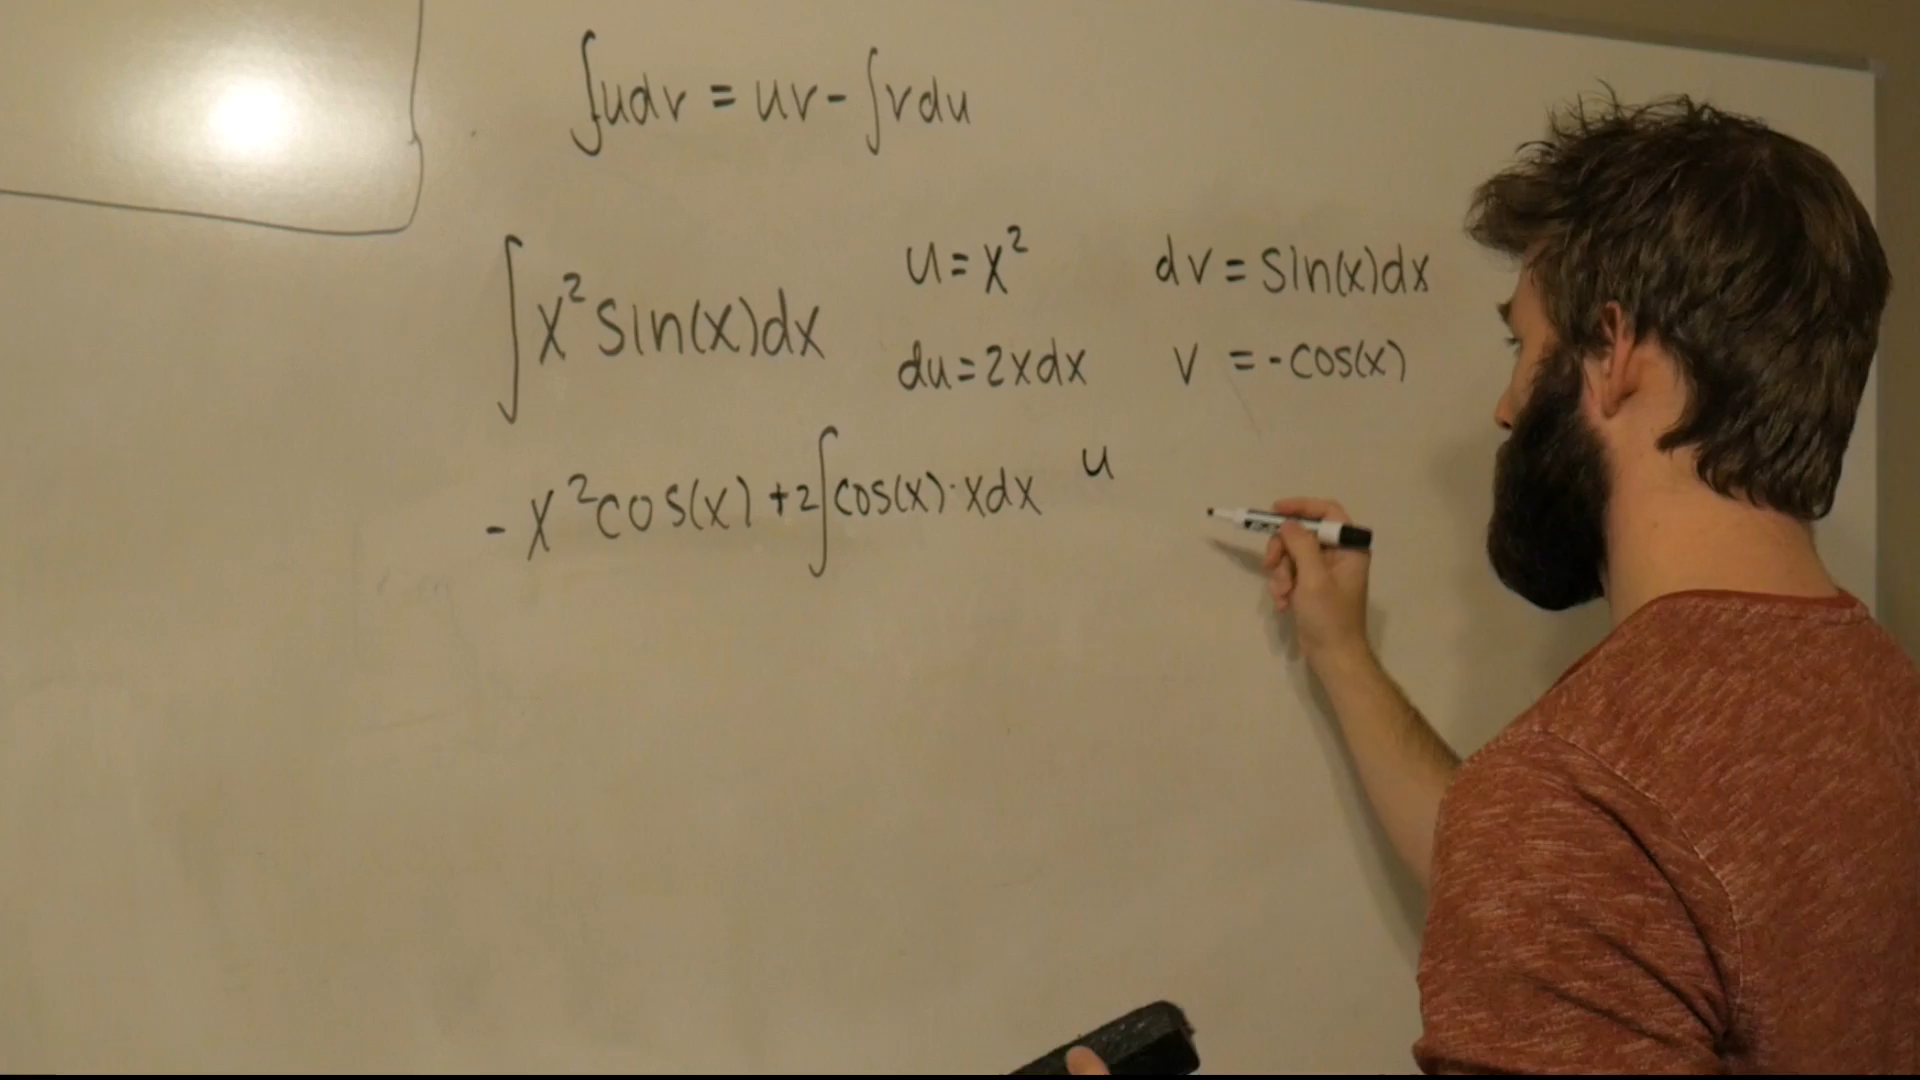 ∫udv = uv - ∫vdu
∫x²sin(x)dx u = x² dv = sin(x)dx
du = 2xdx v = -cos(x)
- x²cos(x) + 2∫cos(x)·xdx u